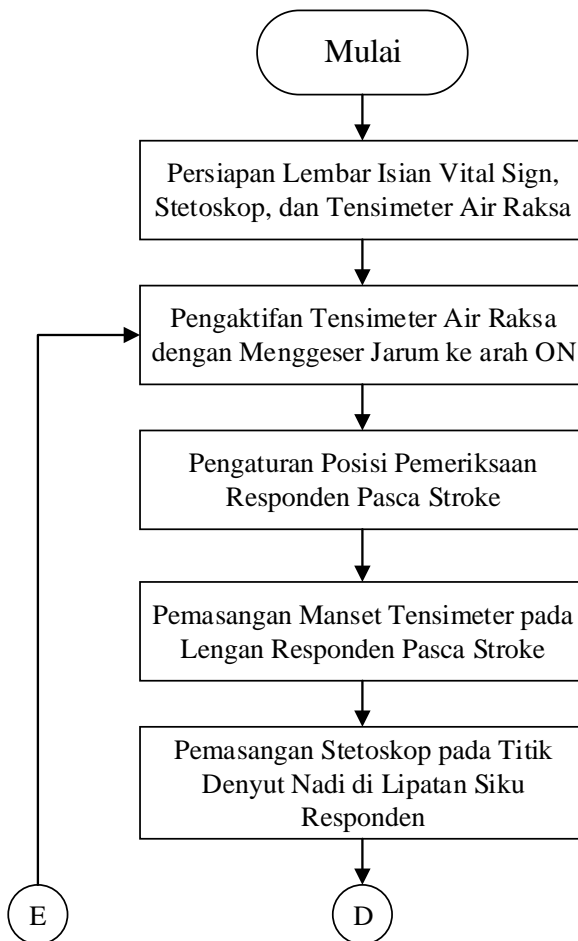 Mulai
Persiapan Lembar Isian Vital Sign,
Stetoskop, dan Tensimeter Air Raksa
Pengaktifan Tensimeter Air Raksa
dengan Menggeser Jarum ke arah ON
Pengaturan Posisi Pemeriksaan
Responden Pasca Stroke
Pemasangan Manset Tensimeter pada
Lengan Responden Pasca Stroke
Pemasangan Stetoskop pada Titik
Denyut Nadi di Lipatan Siku
Responden
E
D